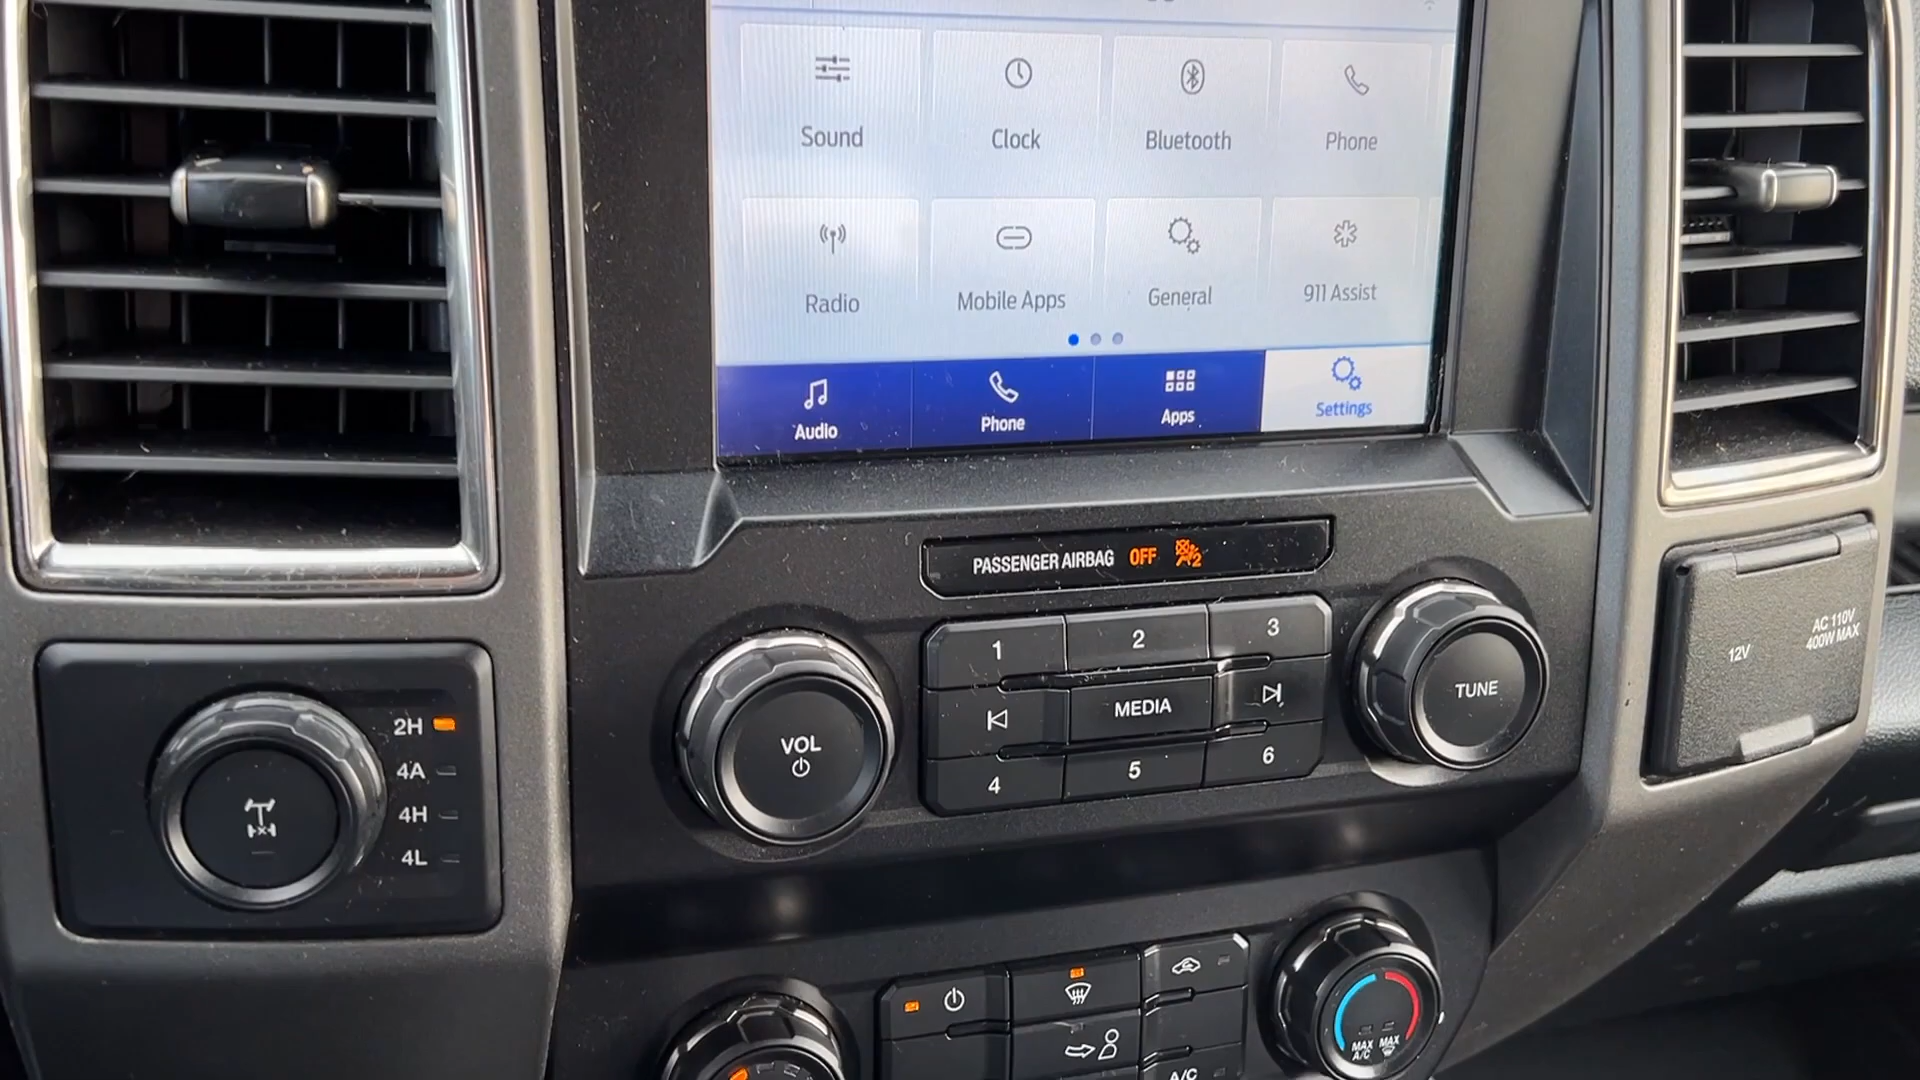 Sound
Clock
Bluetooth
Phone
Radio
Mobile Apps
General
911 Assist
Audio
Phone
Apps
Settings
PASSENGER AIRBAG OFF 2
1
2
3
MEDIA
4
5
6
VOL
TUNE
2H
4A
4H
4L
12V
AC 110V
400W MAX
A/C
MAX
A/C
MAX